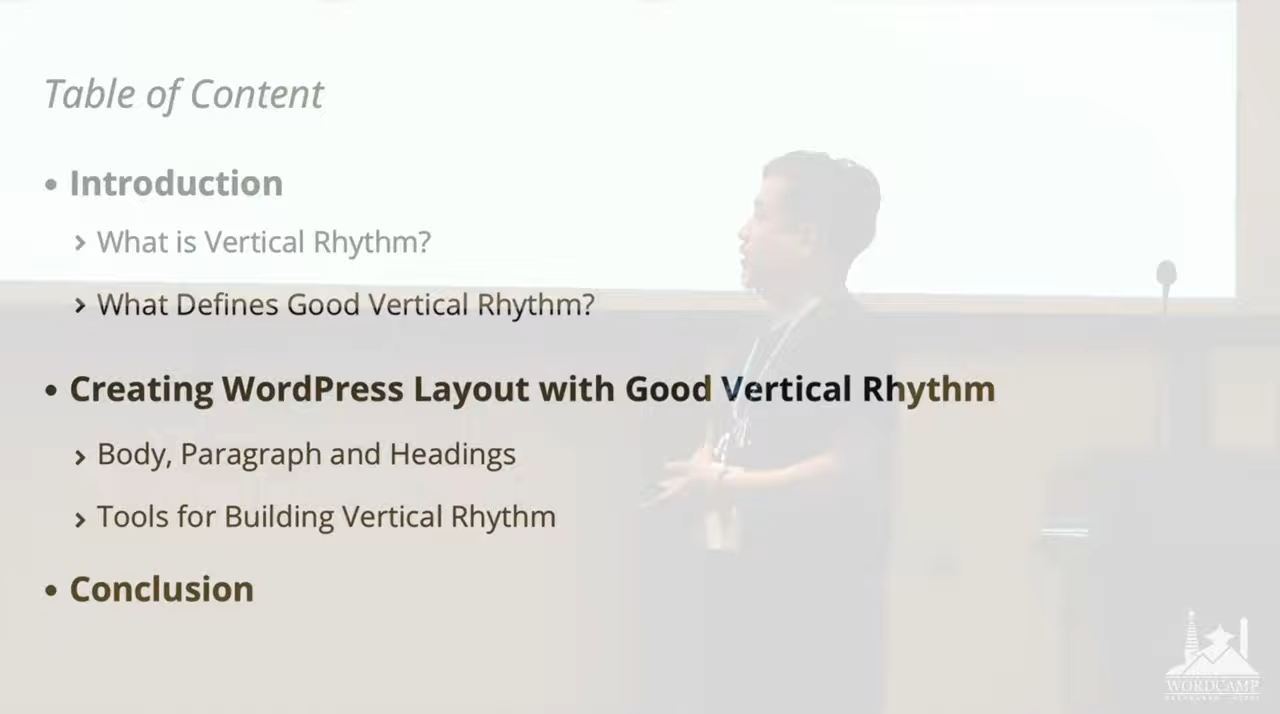 Table of Content
• Introduction
› What is Vertical Rhythm?
› What Defines Good Vertical Rhythm?
• Creating WordPress Layout with Good Vertical Rhythm
› Body, Paragraph and Headings
› Tools for Building Vertical Rhythm
• Conclusion
WORDCAMP